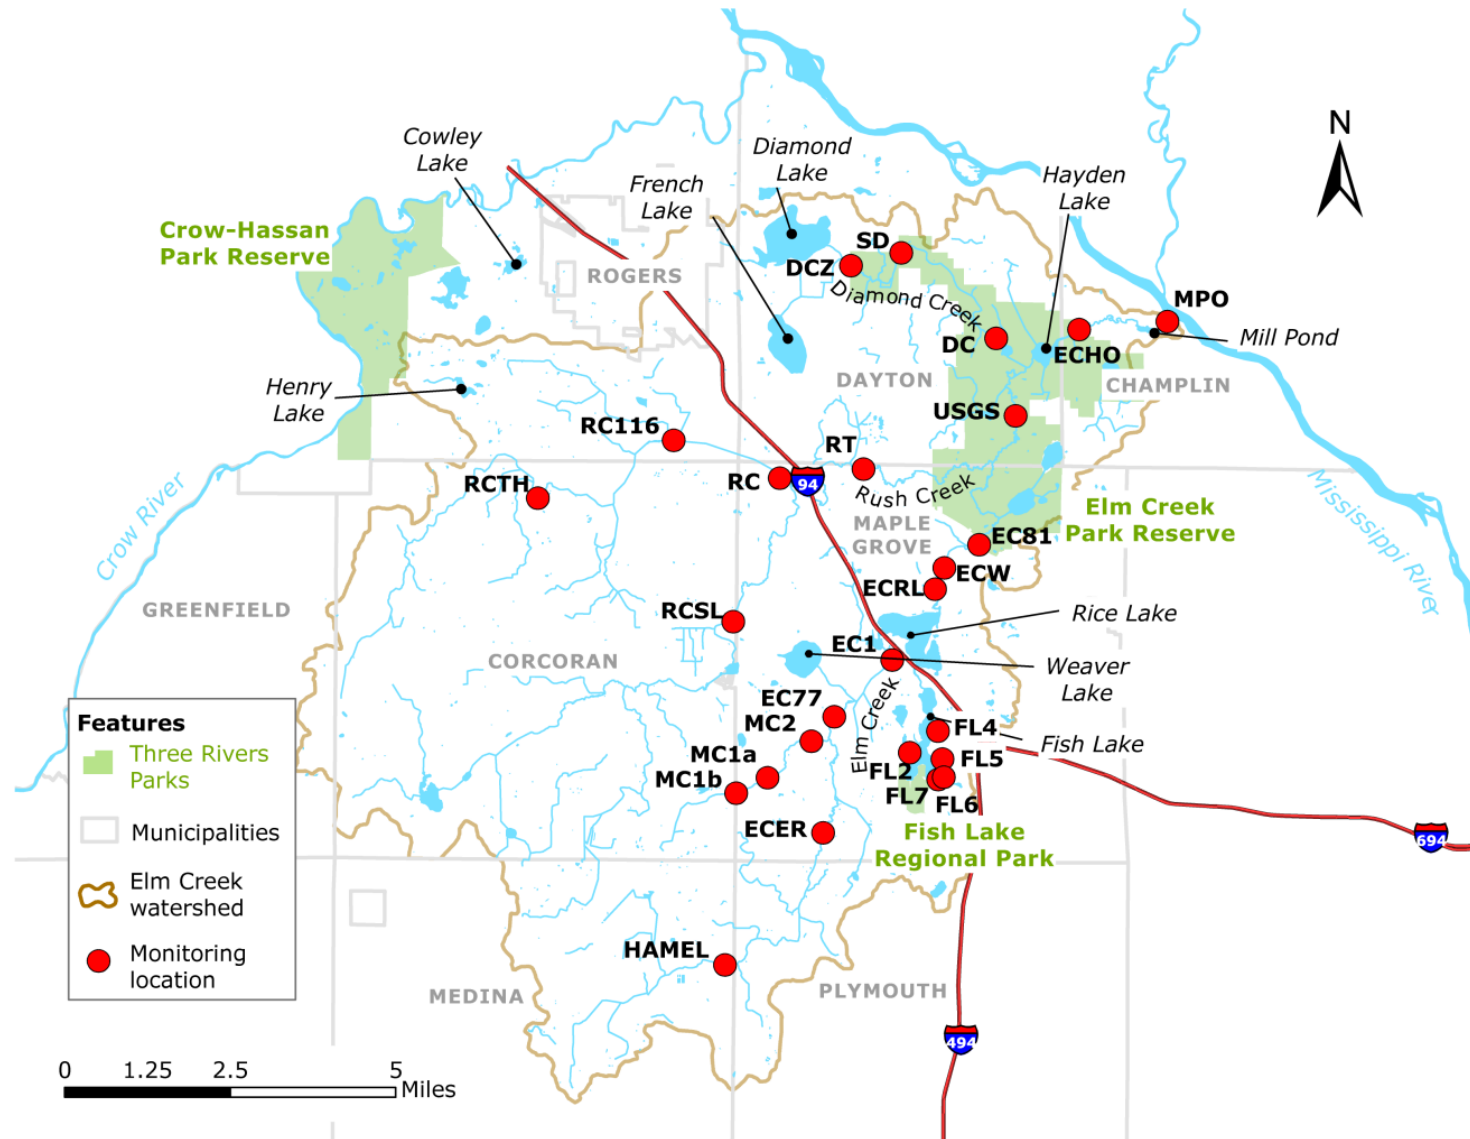 N
Cowley
Lake
Diamond
Lake
French
Lake
Hayden
Lake
Crow-Hassan
Park Reserve
ROGERS
SD
DCZ
Diamond Creek
MPO
DC
ECHO
Mill Pond
Henry
Lake
DAYTON
CHAMPLIN
USGS
RC116
RT
RCTH
RC
94
Rush Creek
Crow River
Mississippi River
MAPLE
GROVE
Elm Creek
Park Reserve
EC81
ECW
ECRL
GREENFIELD
RCSL
Rice Lake
EC1
CORCORAN
Weaver
Lake
Elm Creek
EC77
MC2
FL4
Fish Lake
MC1a
MC1b
FL2
FL5
FL7
FL6
ECER
Fish Lake
Regional Park
694
Features
Three Rivers
Parks
Municipalities
Elm Creek
watershed
Monitoring
location
HAMEL
MEDINA
PLYMOUTH
494
0 1.25 2.5 5
Miles